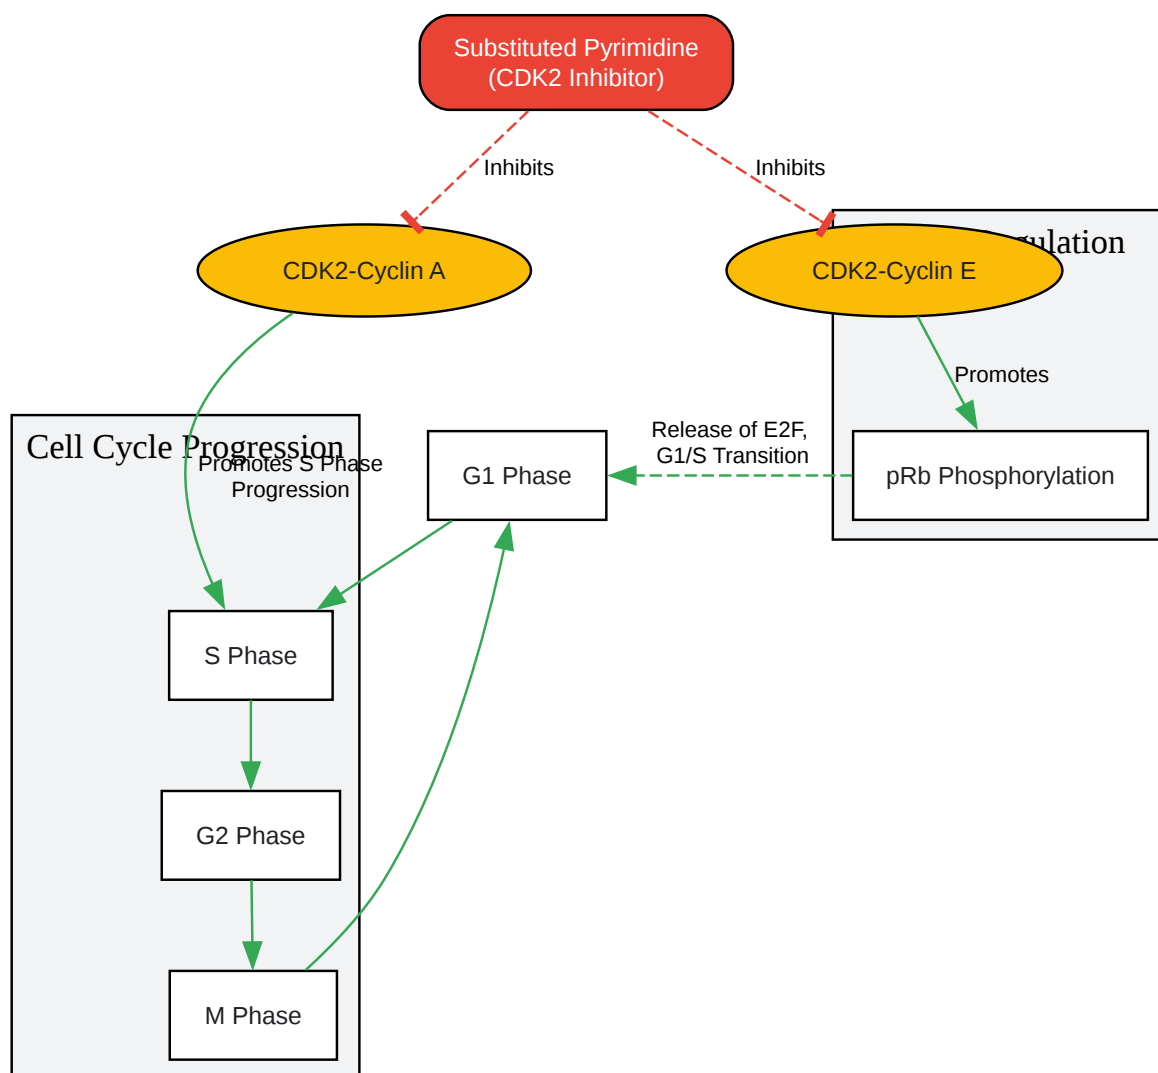 Substituted Pyrimidine
(CDK2 Inhibitor)
Inhibits
Inhibits
CDK2-Cyclin A
CDK2-Cyclin E
Promotes
Cell Cycle Progression
Promotes S Phase
Progression
G1 Phase
Release of E2F,
G1/S Transition
pRb Phosphorylation
S Phase
G2 Phase
M Phase